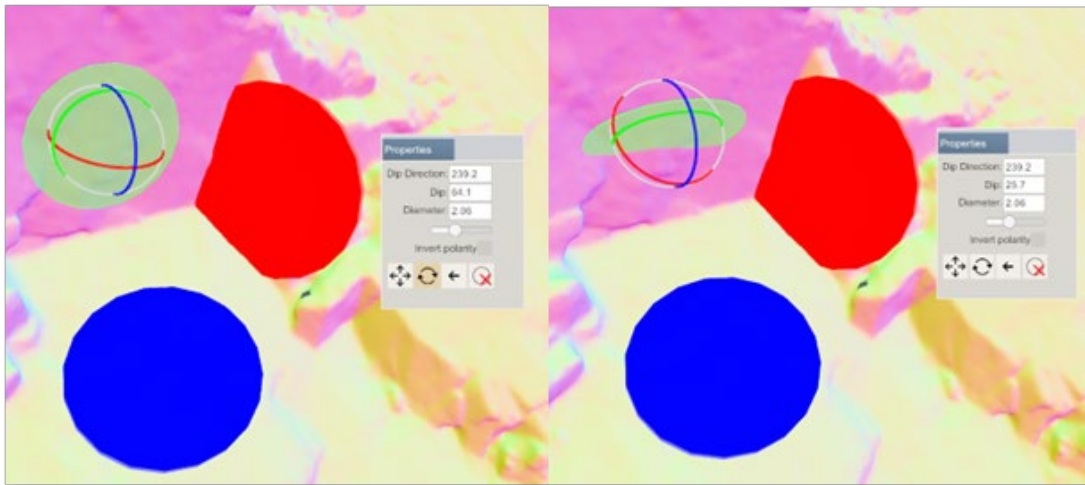 Properties
Dip Direction: 239.2
Dip: 64.1
Diameter: 2.06
Invert polarity
Properties
Dip Direction: 239.2
Dip: 25.7
Diameter: 2.06
Invert polarity